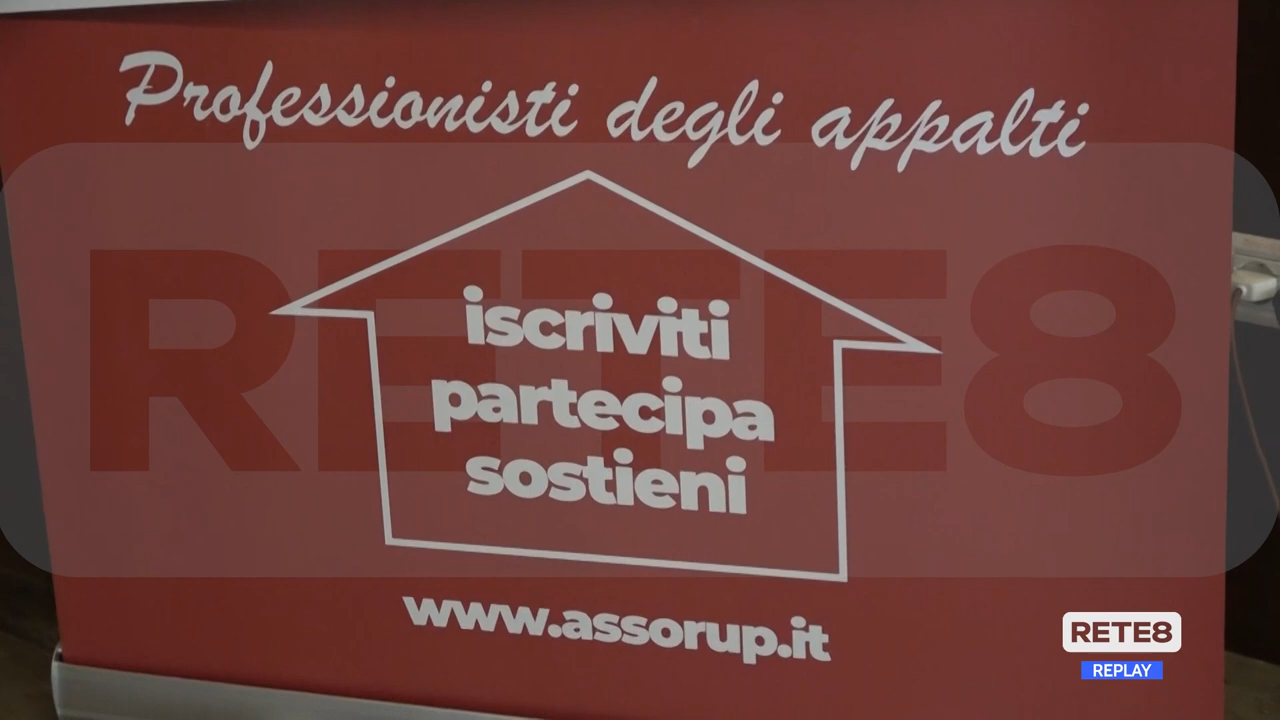 Professionisti degli appalti
RETE8
iscriviti
partecipa
sostieni
www.assorup.it
RETE8
REPLAY